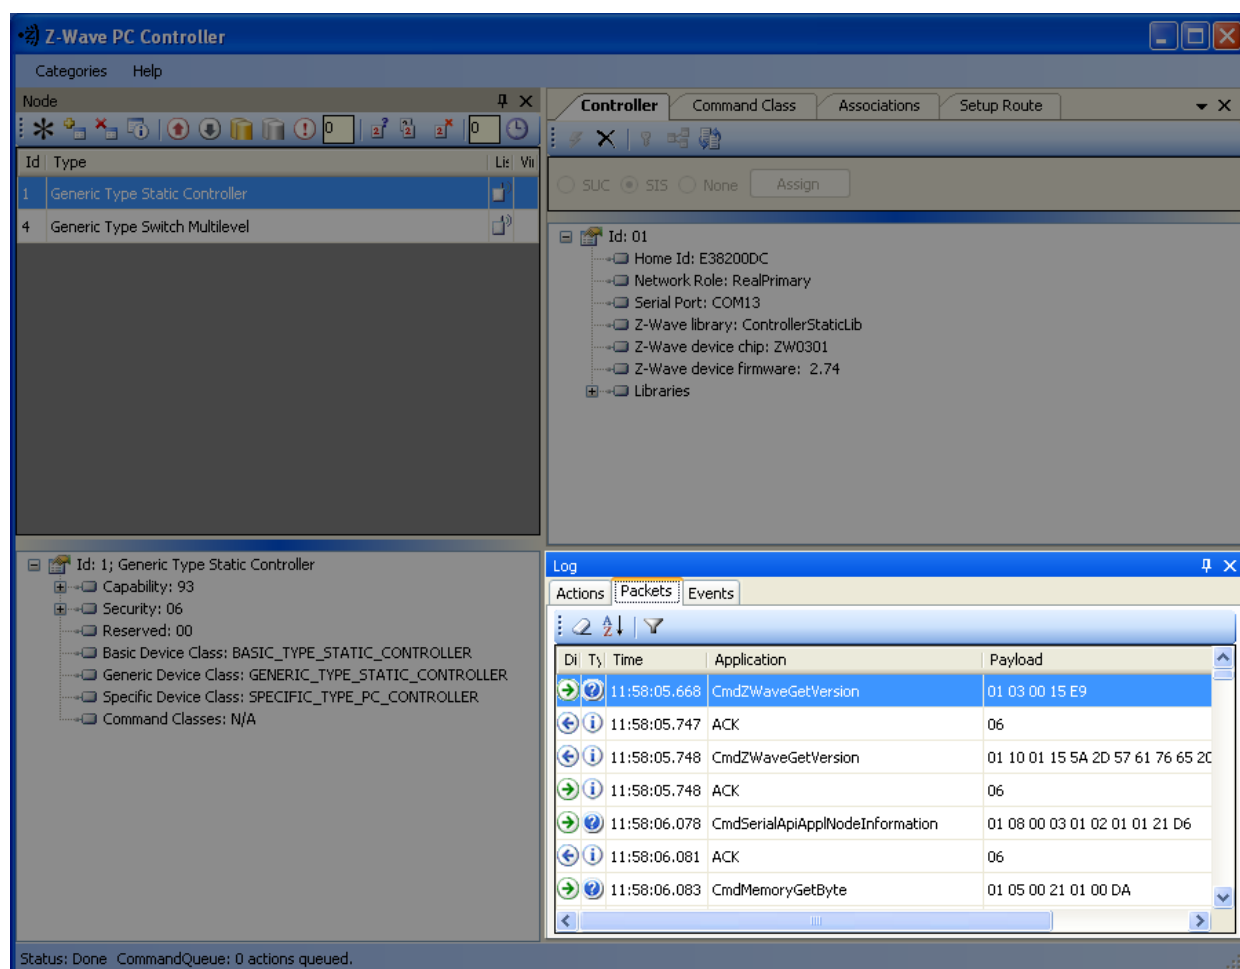 Z-Wave PC Controller
Categories Help
Node
0 0
Id Type Lis Vir
1 Generic Type Static Controller
4 Generic Type Switch Multilevel
Controller Command Class Associations Setup Route
SUC SIS None Assign
Id: 01
Home Id: E38200DC
Network Role: RealPrimary
Serial Port: COM13
Z-Wave library: ControllerStaticLib
Z-Wave device chip: ZW0301
Z-Wave device firmware: 2.74
Libraries
Id: 1; Generic Type Static Controller
Capability: 93
Security: 06
Reserved: 00
Basic Device Class: BASIC_TYPE_STATIC_CONTROLLER
Generic Device Class: GENERIC_TYPE_STATIC_CONTROLLER
Specific Device Class: SPECIFIC_TYPE_PC_CONTROLLER
Command Classes: N/A
Log
Actions Packets Events
Di Ty Time Application Payload
11:58:05.668 CmdZWaveGetVersion 01 03 00 15 E9
11:58:05.747 ACK 06
11:58:05.748 CmdZWaveGetVersion 01 10 01 15 5A 2D 57 61 76 65 20
11:58:05.748 ACK 06
11:58:06.078 CmdSerialApiApplNodeInformation 01 08 00 03 01 02 01 01 21 D6
11:58:06.081 ACK 06
11:58:06.083 CmdMemoryGetByte 01 05 00 21 01 00 DA
Status: Done CommandQueue: 0 actions queued.